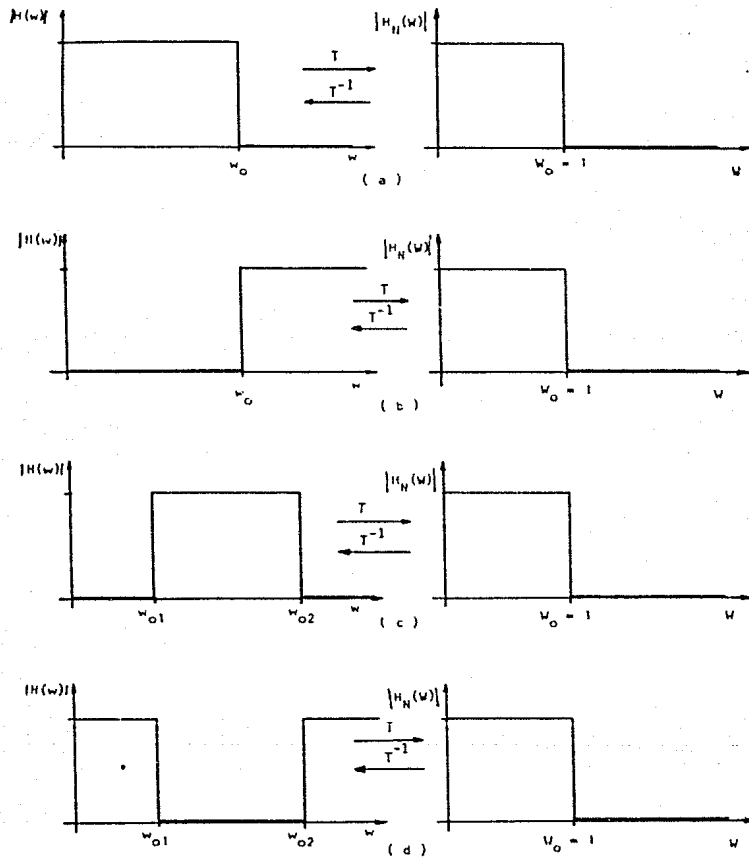 |H(w)| |H_N(W)|
T
T^-1
w_o w W_o = 1 W
( a )
|H(w)| |H_N(W)|
T
T^-1
w_o w W_o = 1 W
( b )
|H(w)| |H_N(W)|
T
T^-1
w_o1 w_o2 w W_o = 1 W
( c )
|H(w)| |H_N(W)|
T
T^-1
w_o1 w_o2 w W_o = 1 W
( d )